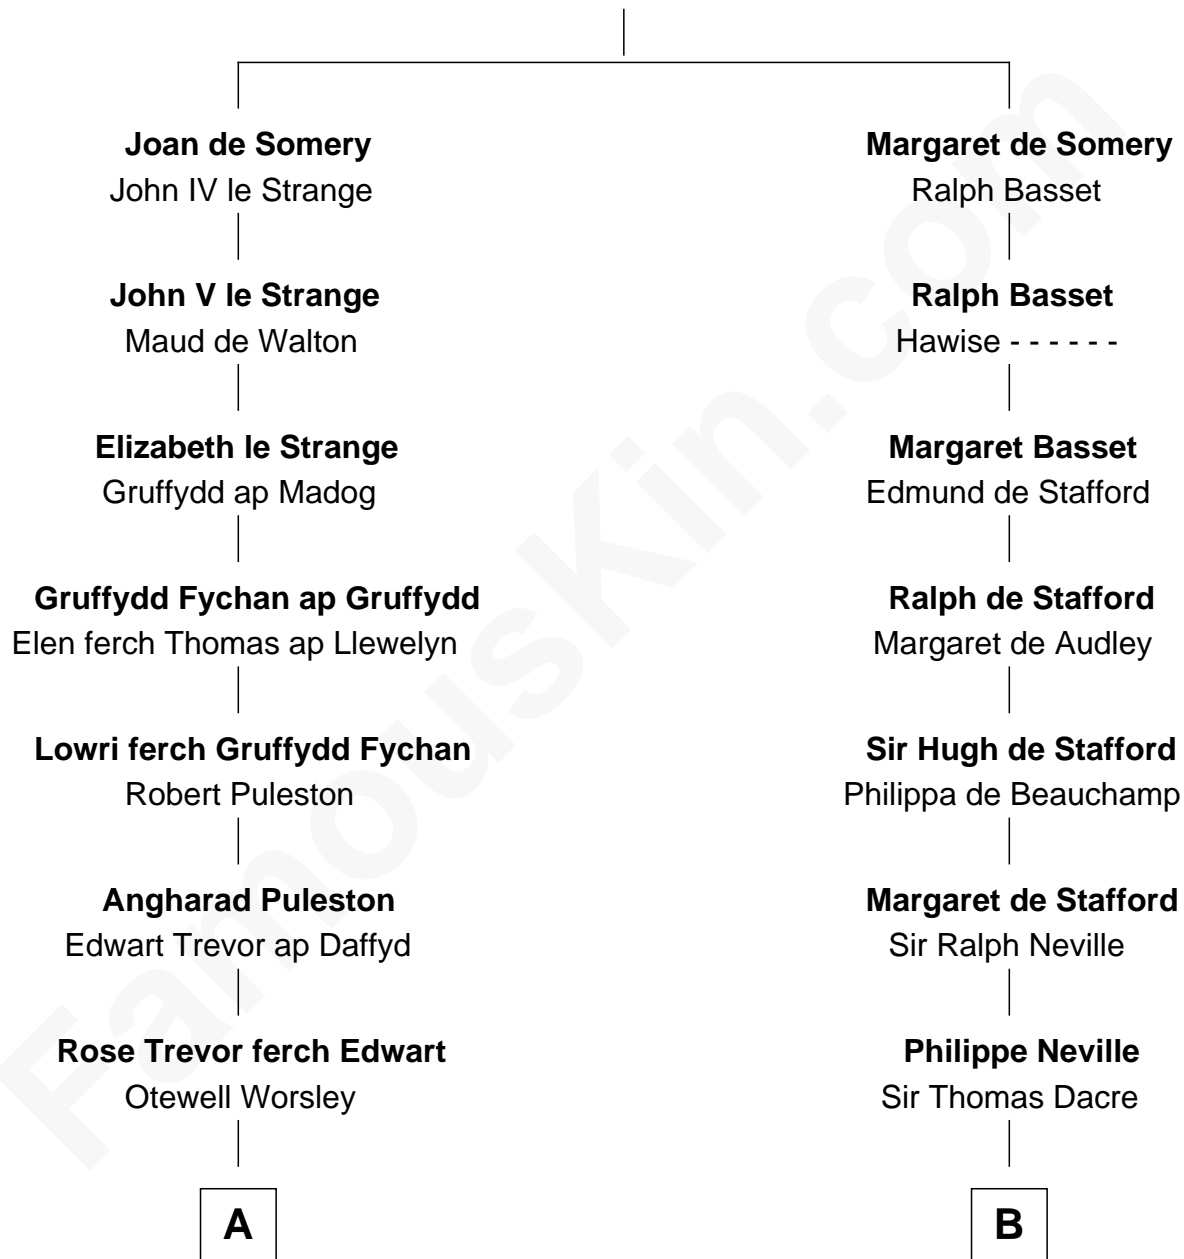 Joan de Somery
John IV le Strange
John V le Strange
Maud de Walton
Elizabeth le Strange
Gruffydd ap Madog
Gruffydd Fychan ap Gruffydd
Elen ferch Thomas ap Llewelyn
Lowri ferch Gruffydd Fychan
Robert Puleston
Angharad Puleston
Edwart Trevor ap Daffyd
Rose Trevor ferch Edwart
Otewell Worsley
A
Margaret de Somery
Ralph Basset
Ralph Basset
Hawise - - - - - -
Margaret Basset
Edmund de Stafford
Ralph de Stafford
Margaret de Audley
Sir Hugh de Stafford
Philippa de Beauchamp
Margaret de Stafford
Sir Ralph Neville
Philippe Neville
Sir Thomas Dacre
B
FamousKin.com